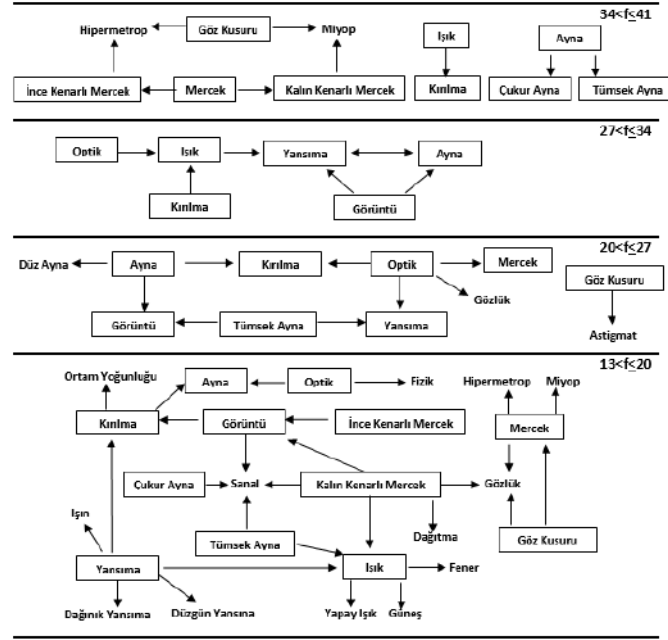 34<f≤41
Hipermetrop
Göz Kusuru
Miyop
Işık
Ayna
İnce Kenarlı Mercek
Mercek
Kalın Kenarlı Mercek
Kırılma
Çukur Ayna
Tümsek Ayna
27<f≤34
Optik
Işık
Yansıma
Ayna
Kırılma
Görüntü
20<f≤27
Düz Ayna
Ayna
Kırılma
Optik
Mercek
Göz Kusuru
Gözlük
Görüntü
Tümsek Ayna
Yansıma
Astigmat
13<f≤20
Ortam Yoğunluğu
Ayna
Optik
Fizik
Hipermetrop
Miyop
Kırılma
Görüntü
İnce Kenarlı Mercek
Mercek
Çukur Ayna
Sanal
Kalın Kenarlı Mercek
Gözlük
Işın
Tümsek Ayna
Dağıtma
Göz Kusuru
Yansıma
Işık
Fener
Dağınık Yansıma
Düzgün Yansına
Yapay Işık
Güneş